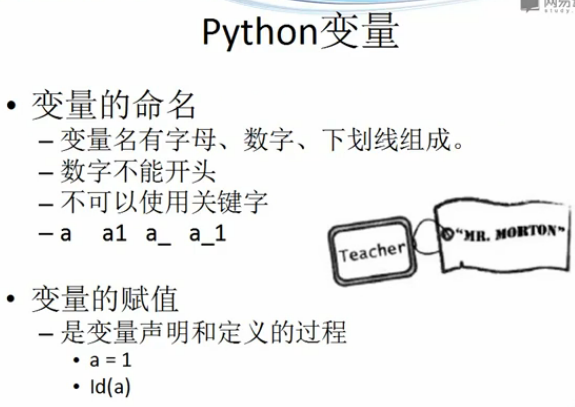 Python变量
• 变量的命名
– 变量名有字母、数字、下划线组成。
– 数字不能开头
– 不可以使用关键字
– a a1 a_ a_1
Teacher
"MR. MORTON"
• 变量的赋值
– 是变量声明和定义的过程
• a = 1
• Id(a)